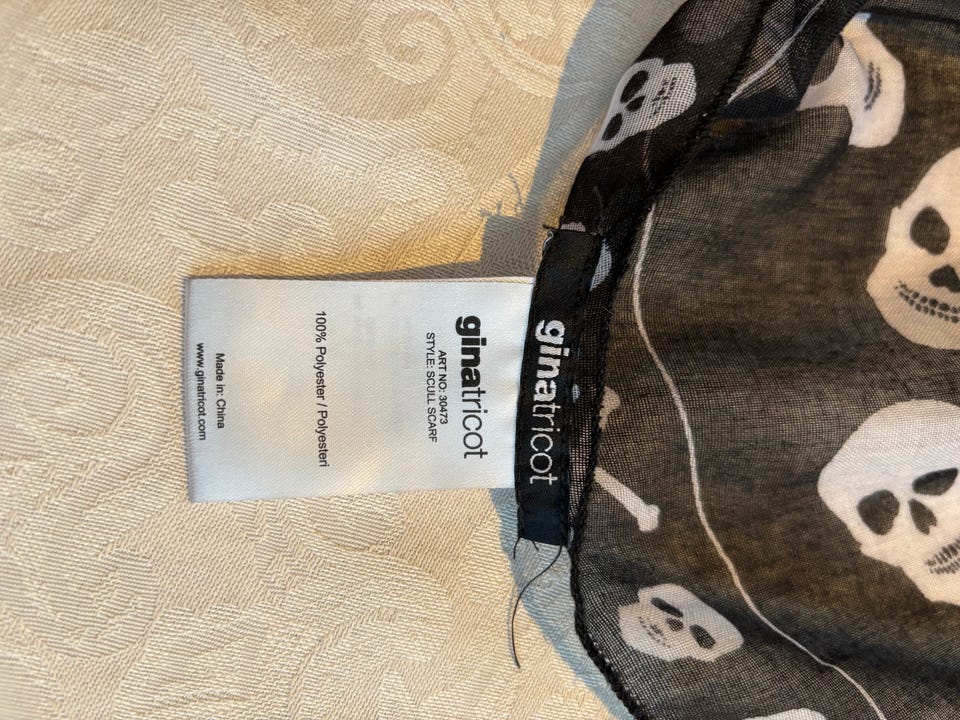 ginatricot
ginatricot
ART NO: 30473
STYLE: SCULL SCARF
100% Polyester / Polyesteri
Made in: China
www.ginatricot.com